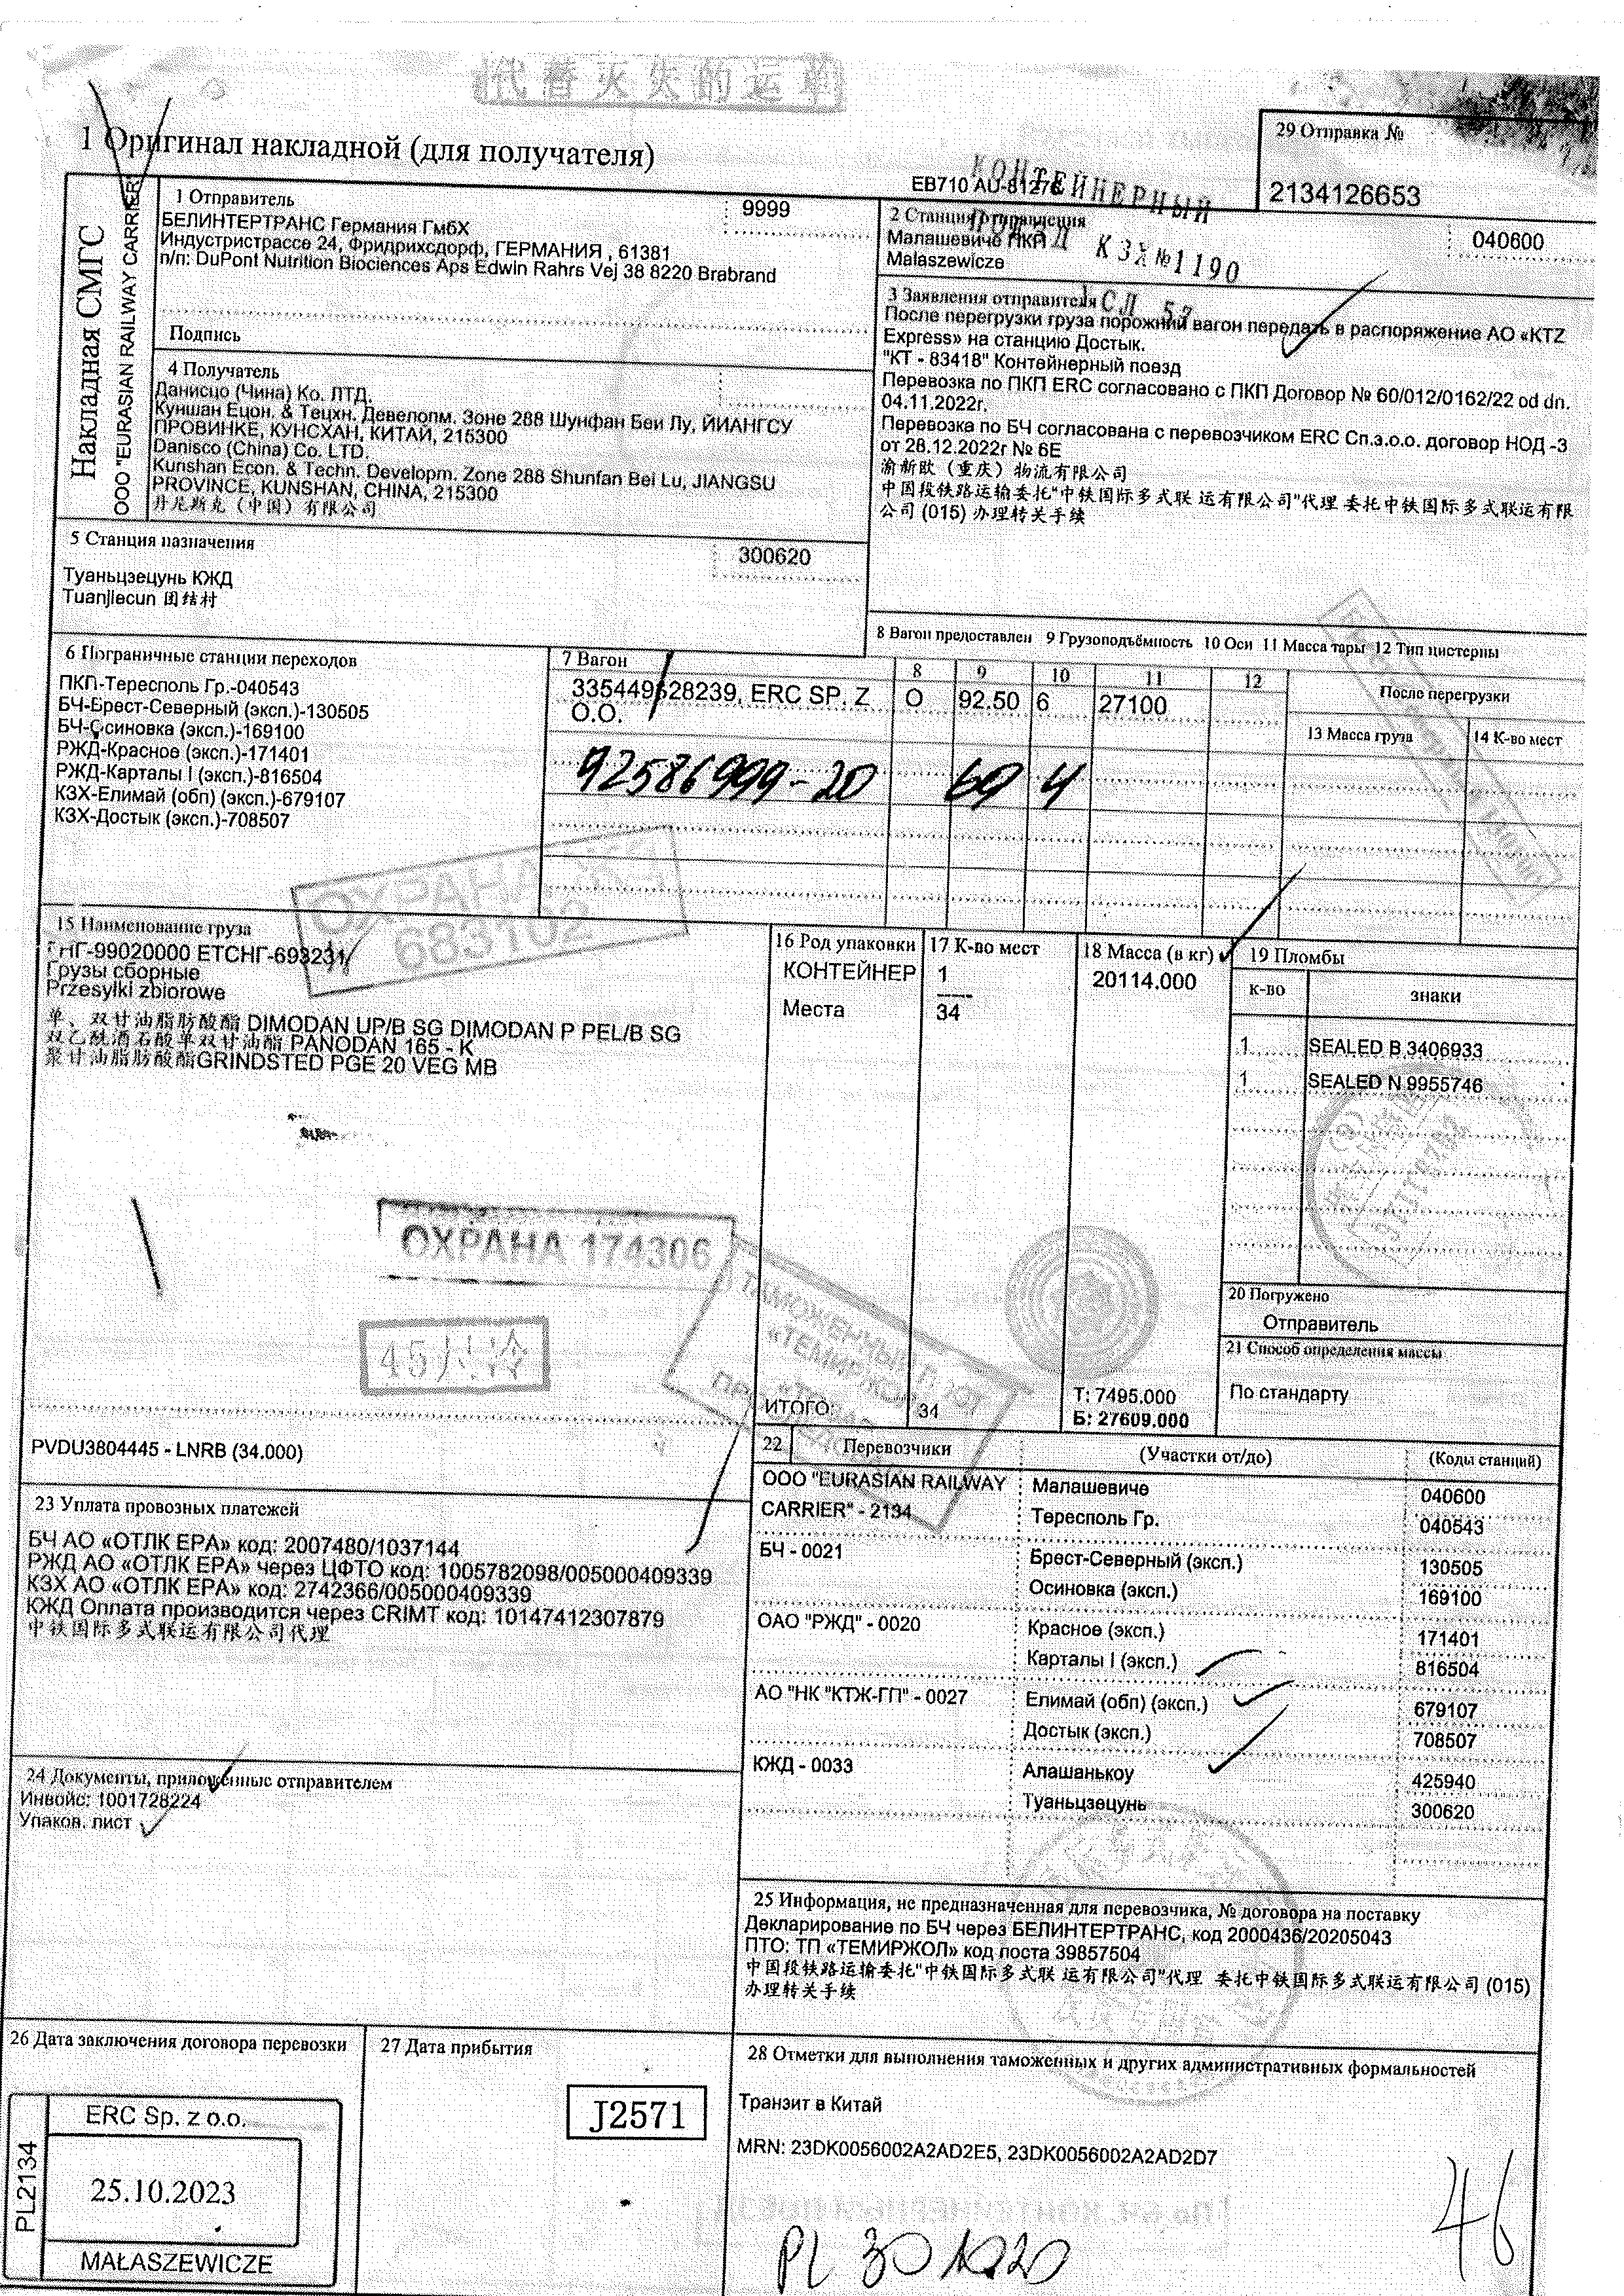 代替灭失的运单
1 Оригинал накладной (для получателя)
29 Отправка №
2134126653
EB710 AU-81276
КОНТЕЙНЕРНЫЙ
КЗХ №1190
Накладная СМГС
ООО "EURASIAN RAILWAY CARRIER"
1 Отправитель
9999
БЕЛИНТЕРТРАНС Германия ГмбХ
Индустристрассе 24, Фридрихсдорф, ГЕРМАНИЯ , 61381
п/п: DuPont Nutrition Biociences Aps Edwin Rahrs Vej 38 8220 Brabrand
Подпись
2 Станция отправления
Малашевиче ПКП
Małaszewicze
040600
3 Заявления отправителя
После перегрузки груза порожний вагон передать в распоряжение АО «KTZ
Express» на станцию Достык.
"КТ - 83418" Контейнерный поезд
Перевозка по ПКП ERC согласовано с ПКП Договор № 60/012/0162/22 od dn.
04.11.2022г.
Перевозка по БЧ согласована с перевозчиком ERC Сп.з.о.о. договор НОД -3
от 28.12.2022г № 6Е
渝新欧（重庆）物流有限公司
中国段铁路运输委托"中铁国际多式联 运有限公司"代理 委托中铁国际多式联运有限
公司 (015) 办理转关手续
4 Получатель
Данисцо (Чина) Ко. ЛТД.
Куншан Ецон. & Тецхн. Девелопм. Зоне 288 Шунфан Беи Лу, ЙИАНГСУ
ПРОВИНКЕ, КУНСХАН, КИТАЙ, 215300
Danisco (China) Co. LTD.
Kunshan Econ. & Techn. Developm. Zone 288 Shunfan Bei Lu, JIANGSU
PROVINCE, KUNSHAN, CHINA, 215300
丹尼斯克（中国）有限公司
5 Станция назначения
300620
Туаньцзецунь КЖД
Tuanjiecun 团结村
8 Вагон предоставлен 9 Грузоподъёмность 10 Оси 11 Масса тары 12 Тип цистерны
6 Пограничные станции переходов
ПКП-Тересполь Гр.-040543
БЧ-Брест-Северный (эксп.)-130505
БЧ-Осиновка (эксп.)-169100
РЖД-Красное (эксп.)-171401
РЖД-Карталы I (эксп.)-816504
КЗХ-Елимай (обп) (эксп.)-679107
КЗХ-Достык (эксп.)-708507
7 Вагон
8 9 10 11 12
После перегрузки
13 Масса груза
14 К-во мест
335449628239, ERC SP. Z O 92.50 6 27100
O.O.
92586999-20 69 4
ОХРАНА
683102
15 Наименование груза
ГНГ-99020000 ЕТСНГ-693231
Грузы сборные
Przesyłki zbiorowe
单、双甘油脂肪酸酯 DIMODAN UP/B SG DIMODAN P PEL/B SG
双乙酰酒石酸单双甘油酯 PANODAN 165 - K
聚甘油脂肪酸酯GRINDSTED PGE 20 VEG MB
16 Род упаковки
КОНТЕЙНЕР
Места
17 К-во мест
1
34
18 Масса (в кг)
20114.000
19 Пломбы
к-во знаки
1 SEALED B 3406933
1 SEALED N 9955746
ОХРАНА 174306
ТАМОЖЕННЫЙ П
«ТЕМИРЖОЛ»
20 Погружено
Отправитель
21 Способ определения массы
По стандарту
ИТОГО: 34
Т: 7495.000
Б: 27609.000
PVDU3804445 - LNRB (34.000)
22 Перевозчики (Участки от/до) (Коды станций)
ООО "EURASIAN RAILWAY Малашевиче 040600
CARRIER" - 2134 Тересполь Гр. 040543
БЧ - 0021 Брест-Северный (эксп.) 130505
Осиновка (эксп.) 169100
ОАО "РЖД" - 0020 Красное (эксп.) 171401
Карталы I (эксп.) 816504
АО "НК "КТЖ-ГП" - 0027 Елимай (обп) (эксп.) 679107
Достык (эксп.) 708507
КЖД - 0033 Алашанькоу 425940
Туаньцзецунь 300620
23 Уплата провозных платежей
БЧ АО «ОТЛК ЕРА» код: 2007480/1037144
РЖД АО «ОТЛК ЕРА» через ЦФТО код: 1005782098/005000409339
КЗХ АО «ОТЛК ЕРА» код: 2742366/005000409339
КЖД Оплата производится через CRIMT код: 10147412307879
中铁国际多式联运有限公司代理
24 Документы, приложенные отправителем
Инвойс: 1001728224
Упаков. лист
25 Информация, не предназначенная для перевозчика, № договора на поставку
Декларирование по БЧ через БЕЛИНТЕРТРАНС, код 2000436/20205043
ПТО: ТП «ТЕМИРЖОЛ» код поста 39857504
中国段铁路运输委托"中铁国际多式联 运有限公司"代理 委托中铁国际多式联运有限公司 (015)
办理转关手续
26 Дата заключения договора перевозки
PL2134
ERC Sp. z o.o.
25.10.2023
MAŁASZEWICZE
27 Дата прибытия
J2571
28 Отметки для выполнения таможенных и других административных формальностей
Транзит в Китай
MRN: 23DK0056002A2AD2E5, 23DK0056002A2AD2D7
46